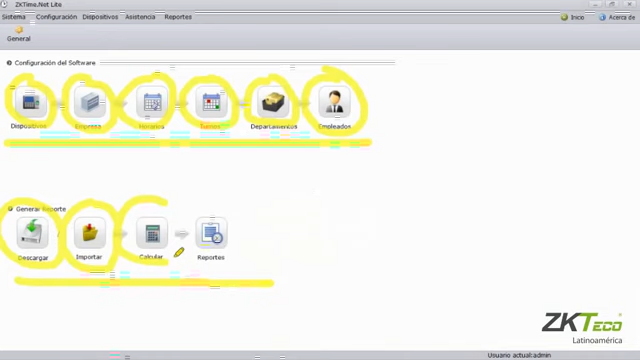 ZKTime.Net Lite
Sistema Configuración Dispositivos Asistencia Reportes
Inicio Acerca de
General
Configuración del Software
Dispositivos Empresa Horarios Turnos Departamentos Empleados
Generar Reporte
Descargar Importar Calcular Reportes
ZKTeco
Latinoamérica
Usuario actual:admin